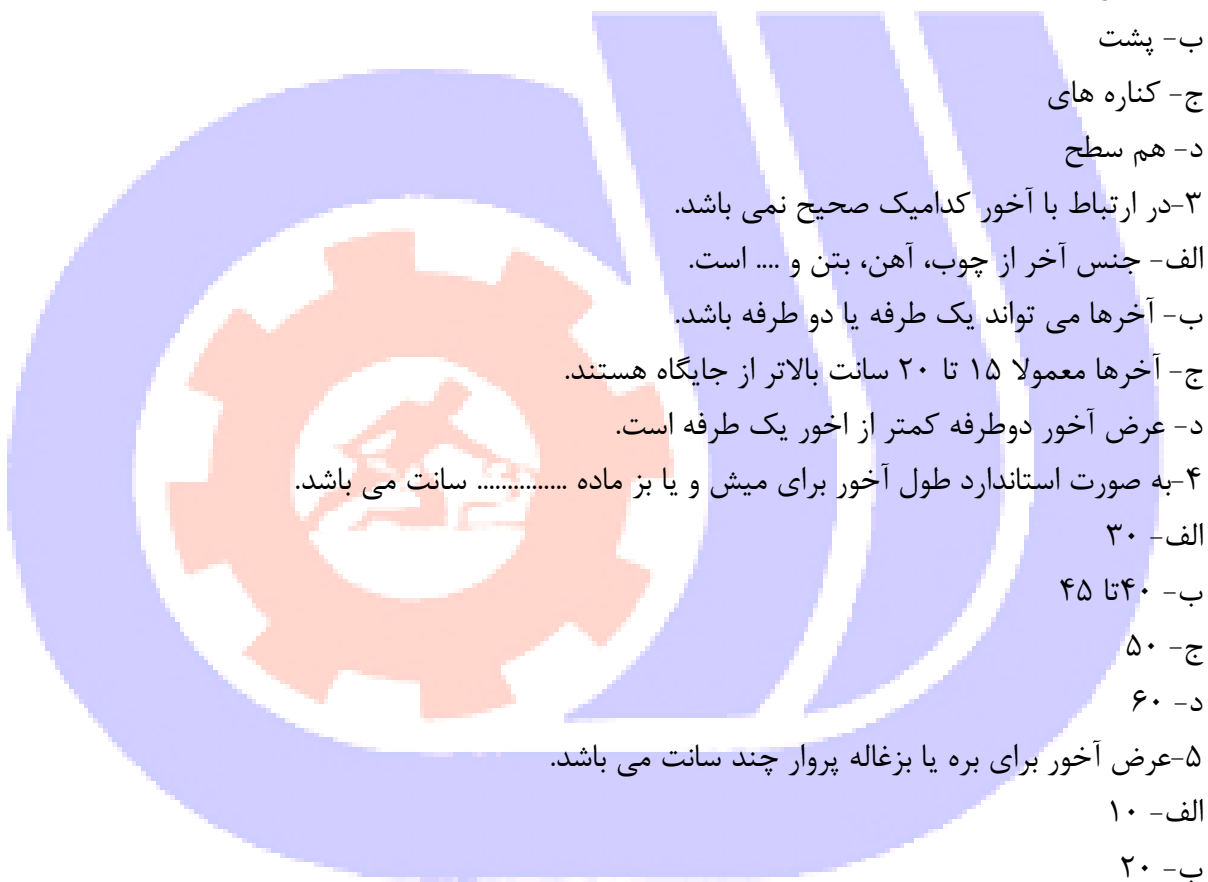 ب- پشت
ج- کناره های
د- هم سطح
۳-در ارتباط با آخور کدامیک صحیح نمی باشد.
الف- جنس آخر از چوب، آهن، بتن و .... است.
ب- آخرها می تواند یک طرفه یا دو طرفه باشد.
ج- آخرها معمولا ۱۵ تا ۲۰ سانت بالاتر از جایگاه هستند.
د- عرض آخور دوطرفه کمتر از اخور یک طرفه است.
۴-به صورت استاندارد طول آخور برای میش و یا بز ماده ............... سانت می باشد.
الف- ۳۰
ب- ۴۰تا ۴۵
ج- ۵۰
د- ۶۰
۵-عرض آخور برای بره یا بزغاله پروار چند سانت می باشد.
الف- ۱۰
ب- ۲۰